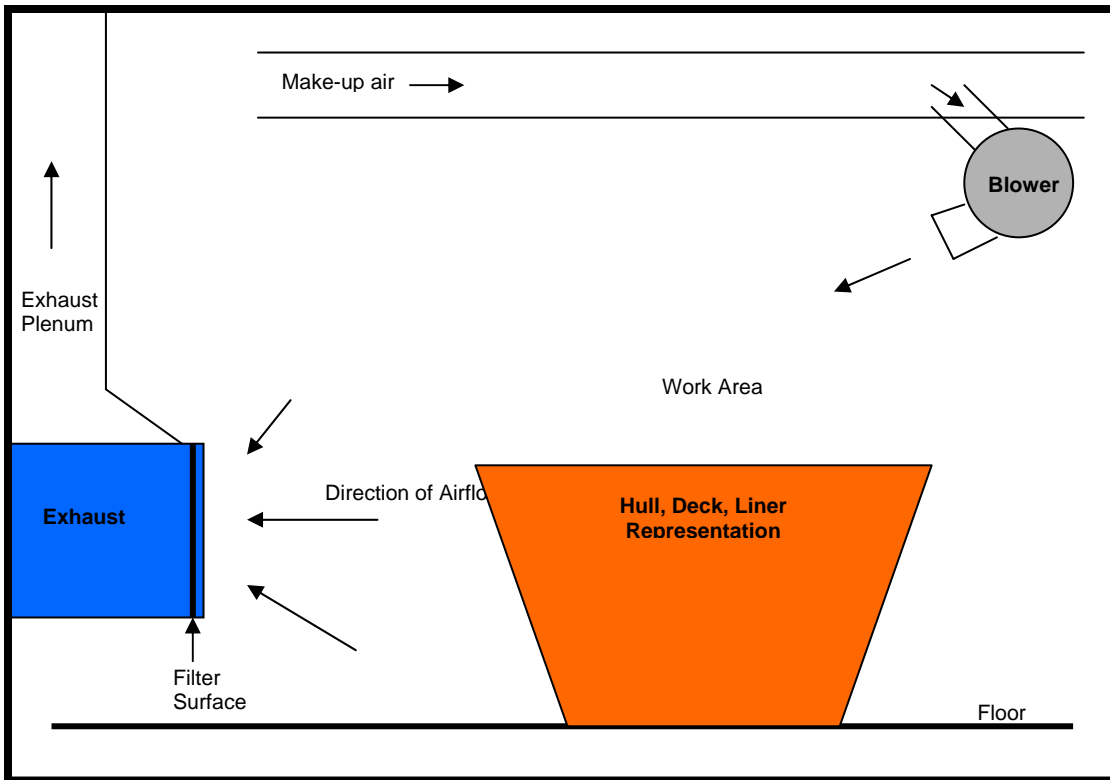 Make-up air
Blower
Exhaust
Plenum
Work Area
Direction of Airflo
Exhaust
Hull, Deck, Liner
Representation
Filter
Surface
Floor